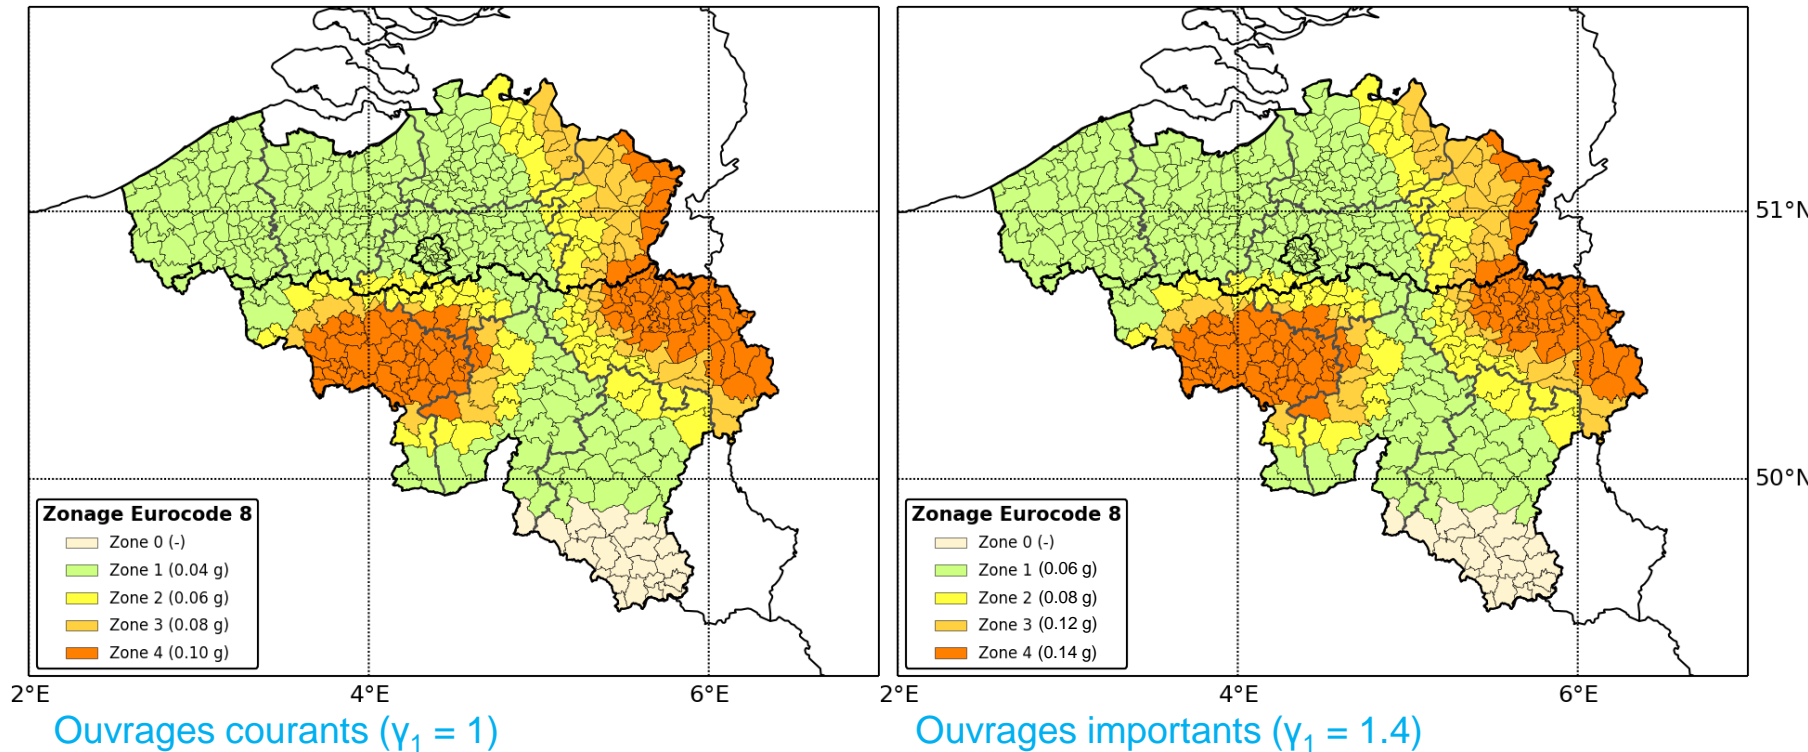 51°N
50°N
Zonage Eurocode 8
Zone 0 (-)
Zone 1 (0.04 g)
Zone 2 (0.06 g)
Zone 3 (0.08 g)
Zone 4 (0.10 g)
2°E
4°E
6°E
Ouvrages courants (γ₁ = 1)
Zonage Eurocode 8
Zone 0 (-)
Zone 1 (0.06 g)
Zone 2 (0.08 g)
Zone 3 (0.12 g)
Zone 4 (0.14 g)
2°E
4°E
6°E
Ouvrages importants (γ₁ = 1.4)